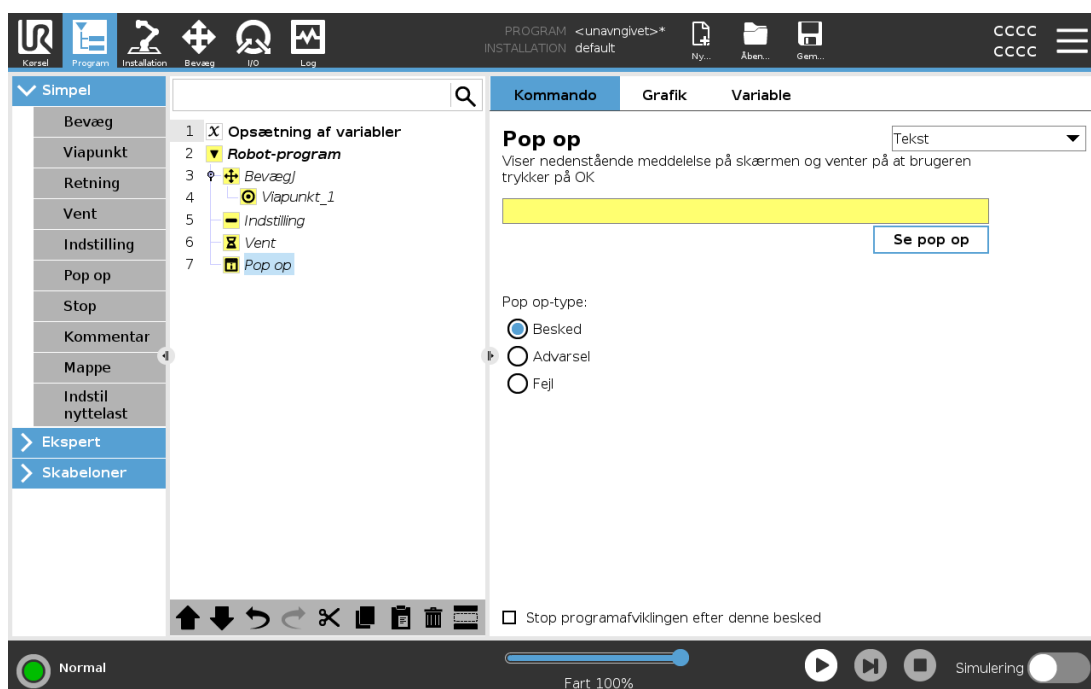 PROGRAM <unavngivet>*
INSTALLATION default
CCCC
CCCC
Kørsel
Program
Installation
Bevæg
I/O
Log
Ny...
Åben...
Gem...
Simpel
Bevæg
Viapunkt
Retning
Vent
Indstilling
Pop op
Stop
Kommentar
Mappe
Indstil
nyttelast
Ekspert
Skabeloner
1 X Opsætning af variabler
2 Robot-program
3 BevægJ
4 Viapunkt_1
5 Indstilling
6 Vent
7 Pop op
Kommando
Grafik
Variable
Pop op
Tekst
Viser nedenstående meddelelse på skærmen og venter på at brugeren
trykker på OK
Se pop op
Pop op-type:
Besked
Advarsel
Fejl
Stop programafviklingen efter denne besked
Normal
Fart 100%
Simulering